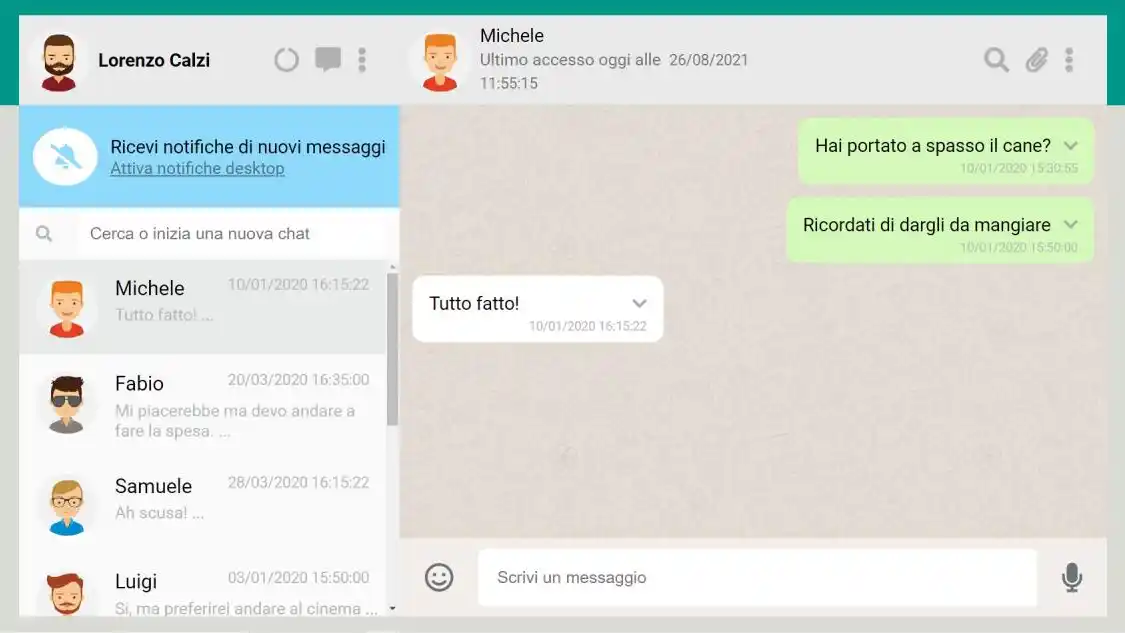 Lorenzo Calzi
Michele
Ultimo accesso oggi alle 26/08/2021
11:55:15
Ricevi notifiche di nuovi messaggi
Attiva notifiche desktop
Cerca o inizia una nuova chat
Michele 10/01/2020 16:15:22
Tutto fatto! ...
Fabio 20/03/2020 16:35:00
Mi piacerebbe ma devo andare a
fare la spesa. ...
Samuele 28/03/2020 16:15:22
Ah scusa! ...
Luigi 03/01/2020 15:50:00
Si, ma preferirei andare al cinema ...
Hai portato a spasso il cane?
10/01/2020 15:30:55
Ricordati di dargli da mangiare
10/01/2020 15:50:00
Tutto fatto!
10/01/2020 16:15:22
Scrivi un messaggio